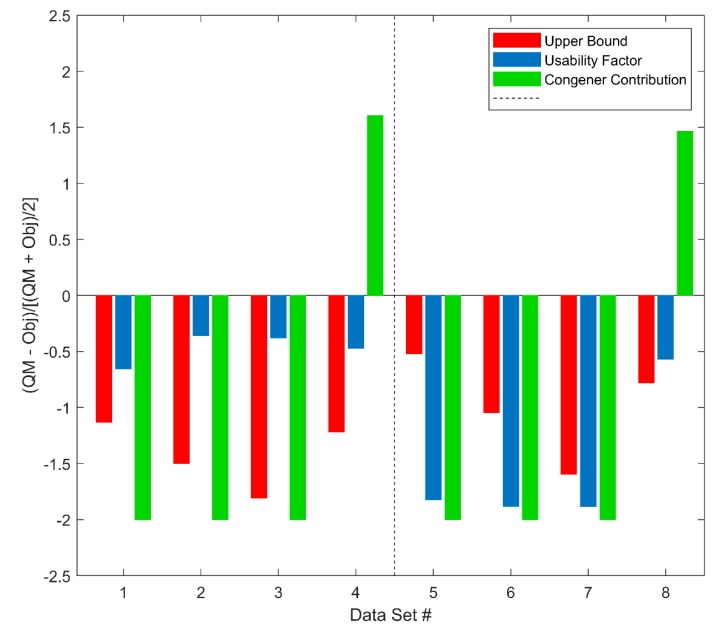 2.5
2
1.5
1
0.5
0
-0.5
-1
-1.5
-2
-2.5
(QM - Obj)/[(QM + Obj)/2]
Upper Bound
Usability Factor
Congener Contribution
1 2 3 4 5 6 7 8
Data Set #